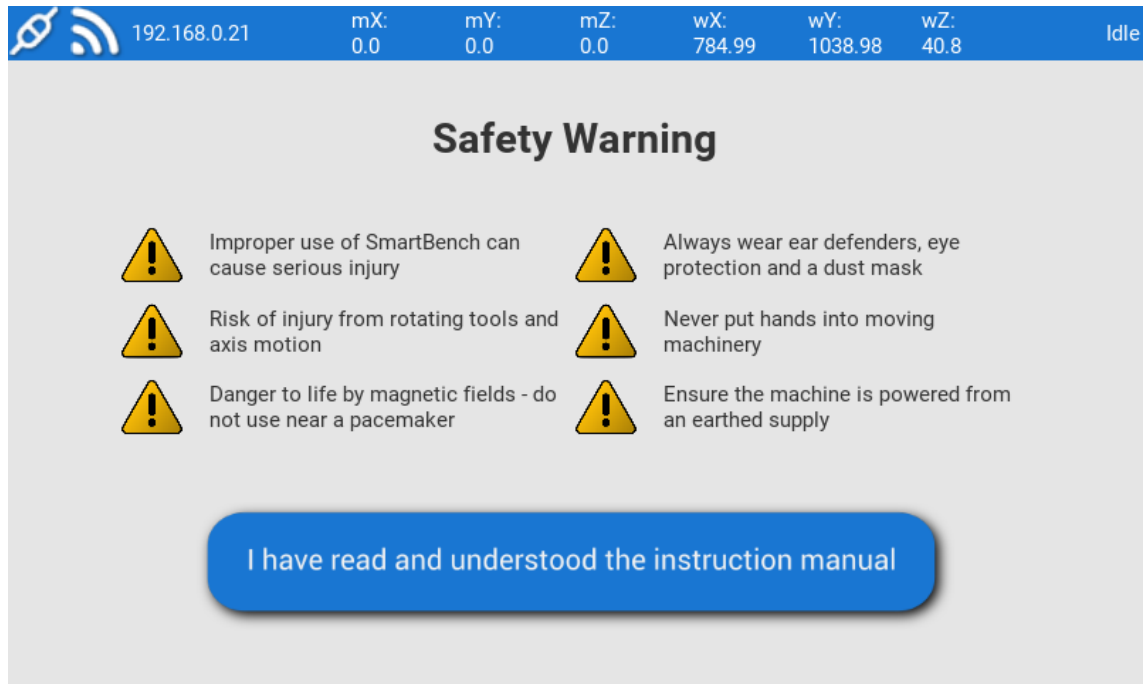 192.168.0.21 mX: mY: mZ: wX: wY: wZ: Idle
0.0 0.0 0.0 784.99 1038.98 40.8
Safety Warning
Improper use of SmartBench can
cause serious injury
Always wear ear defenders, eye
protection and a dust mask
Risk of injury from rotating tools and
axis motion
Never put hands into moving
machinery
Danger to life by magnetic fields - do
not use near a pacemaker
Ensure the machine is powered from
an earthed supply
I have read and understood the instruction manual